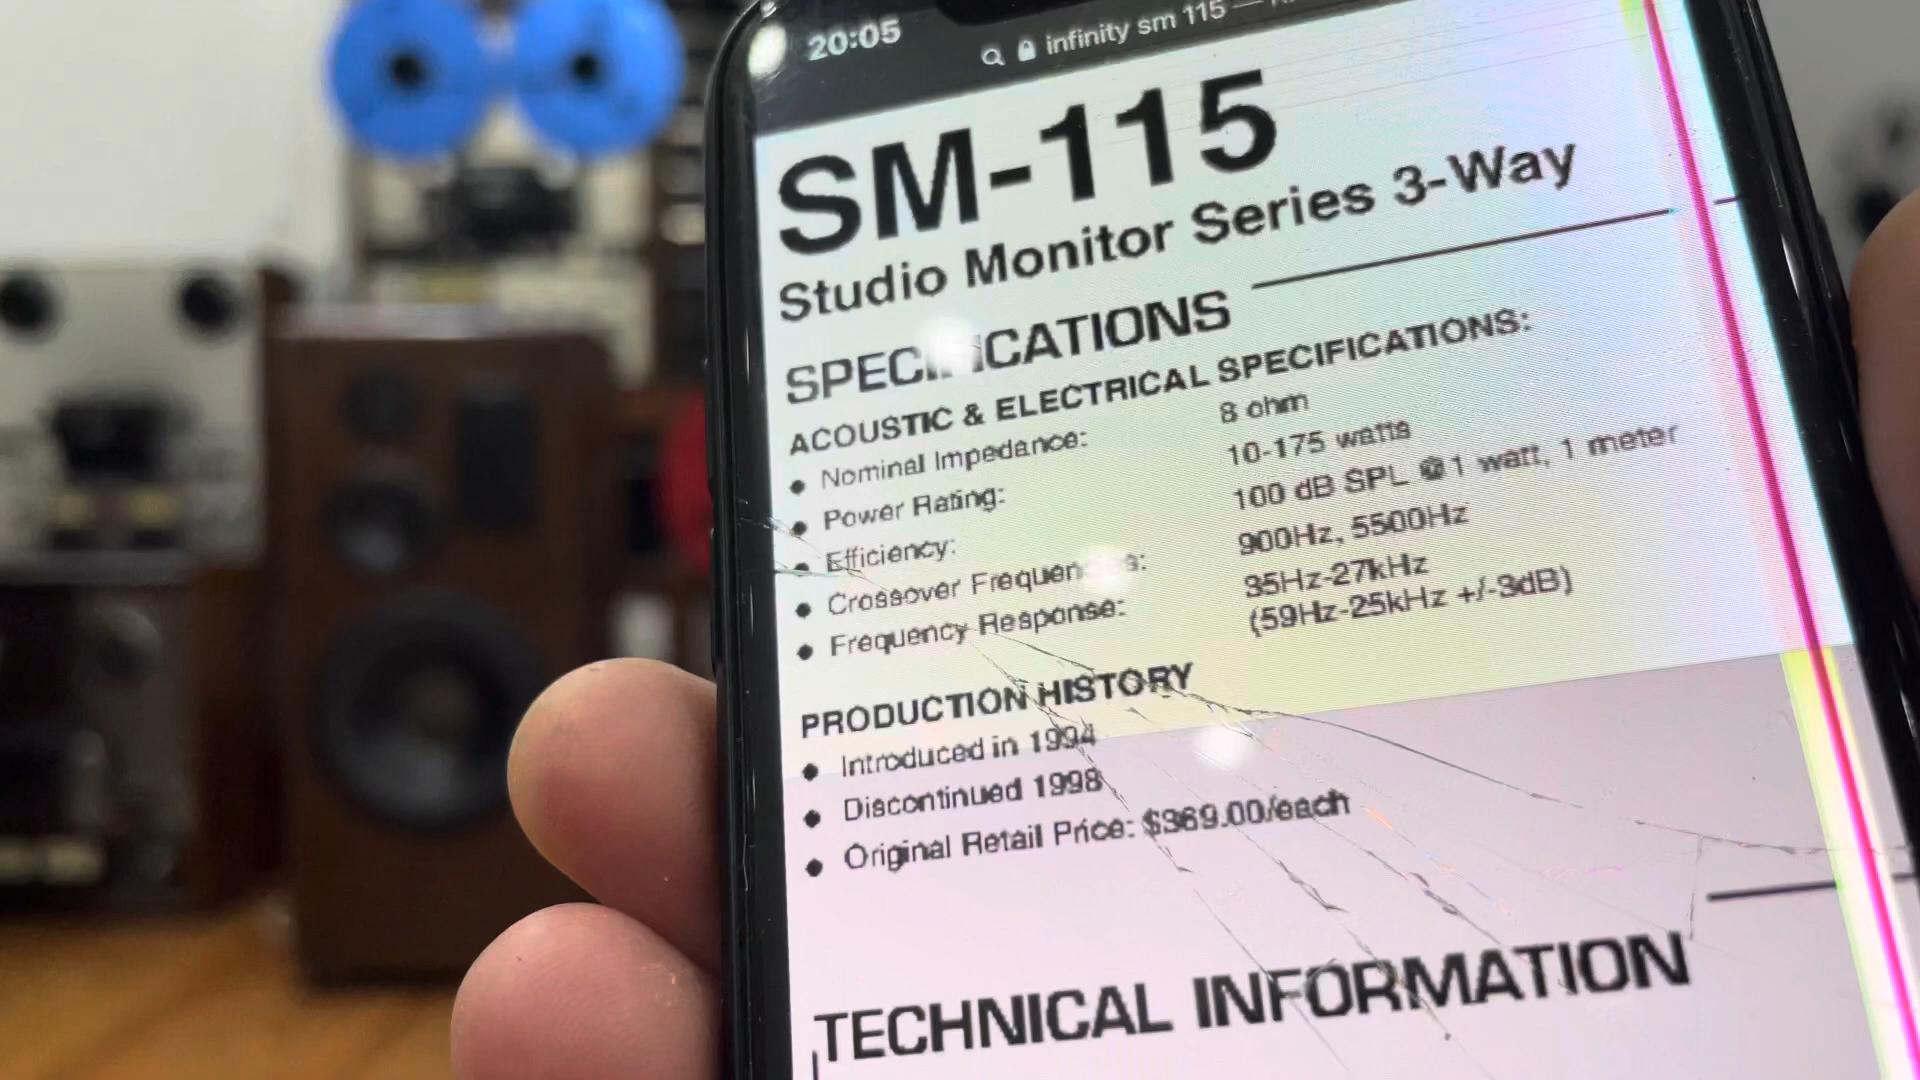 20:05
infinity sm 115 —
SM-115
Studio Monitor Series 3-Way
SPECIFICATIONS
ACOUSTIC & ELECTRICAL SPECIFICATIONS:
• Nominal Impedance: 8 ohm
• Power Rating: 10-175 watts
• Efficiency: 100 dB SPL @ 1 watt, 1 meter
• Crossover Frequencies: 900Hz, 5500Hz
• Frequency Response: 35Hz-27kHz
(59Hz-25kHz +/-3dB)
PRODUCTION HISTORY
• Introduced in 1994
• Discontinued 1998
• Original Retail Price: $369.00/each
TECHNICAL INFORMATION